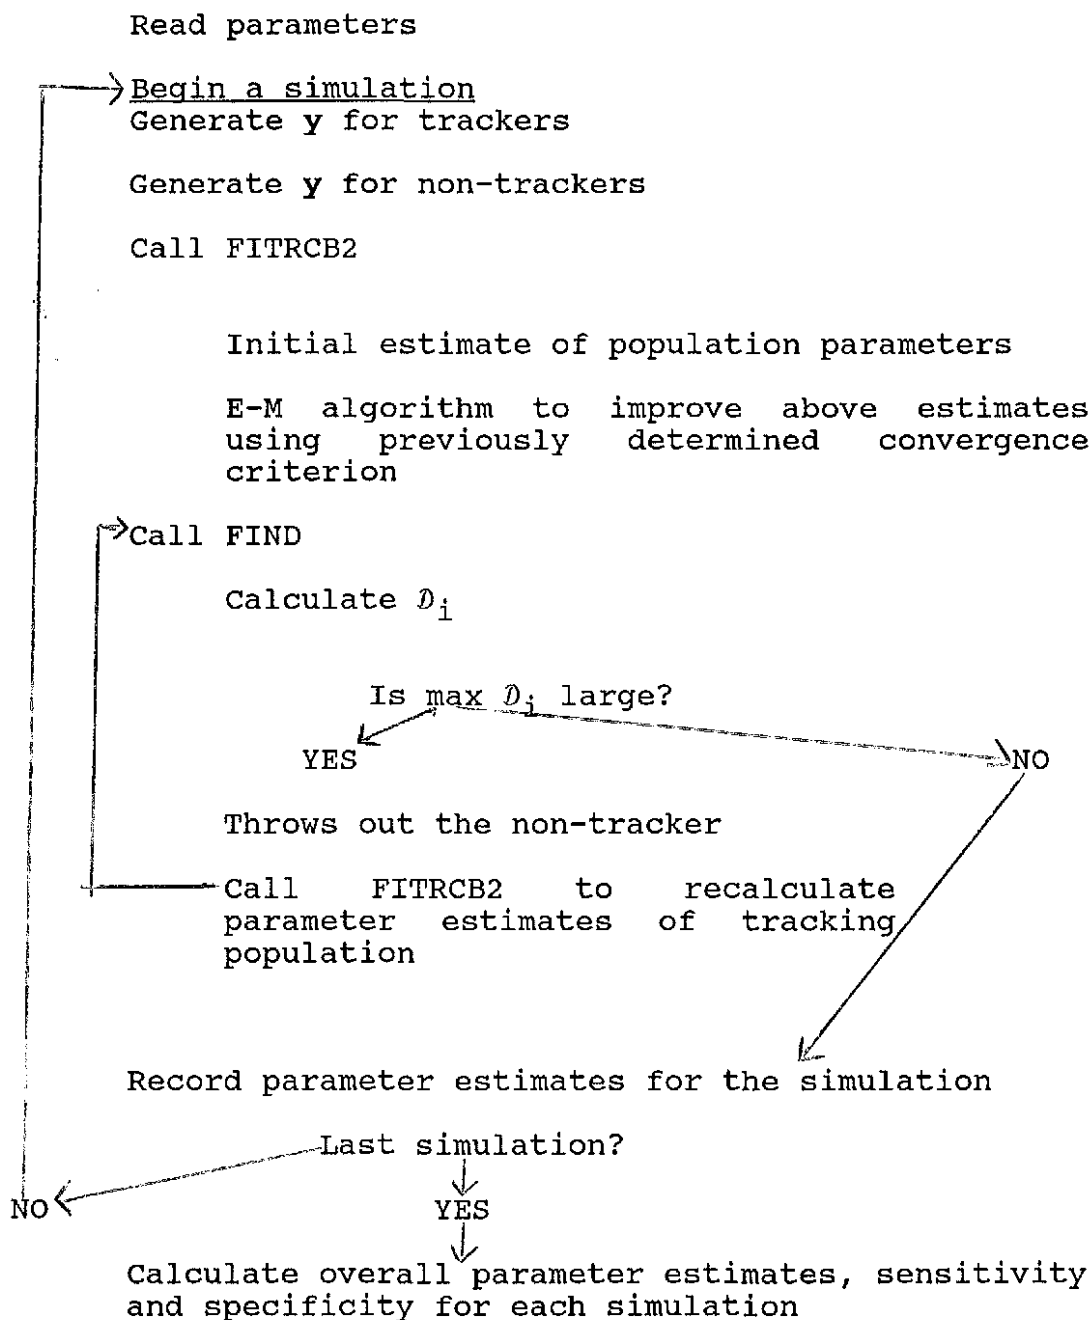 Read parameters
Begin a simulation
Generate y for trackers
Generate y for non-trackers
Call FITRCB2
Initial estimate of population parameters
E-M algorithm to improve above estimates
using previously determined convergence
criterion
Call FIND
Calculate 𝒟i
Is max 𝒟i large?
YES
NO
Throws out the non-tracker
Call FITRCB2 to recalculate
parameter estimates of tracking
population
Record parameter estimates for the simulation
Last simulation?
NO
YES
Calculate overall parameter estimates, sensitivity
and specificity for each simulation